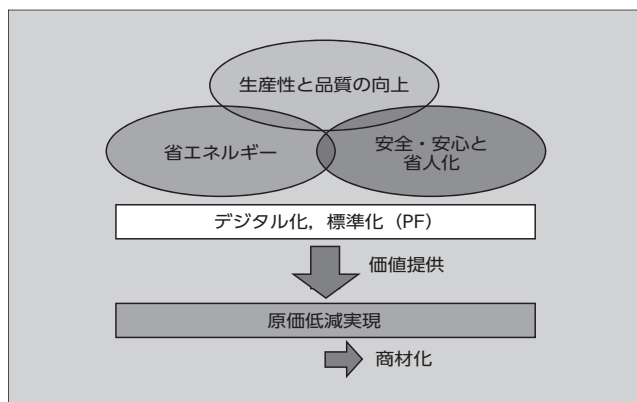 生産性と品質の向上
省エネルギー
安全・安心と
省人化
デジタル化，標準化（PF）
価値提供
原価低減実現
商材化